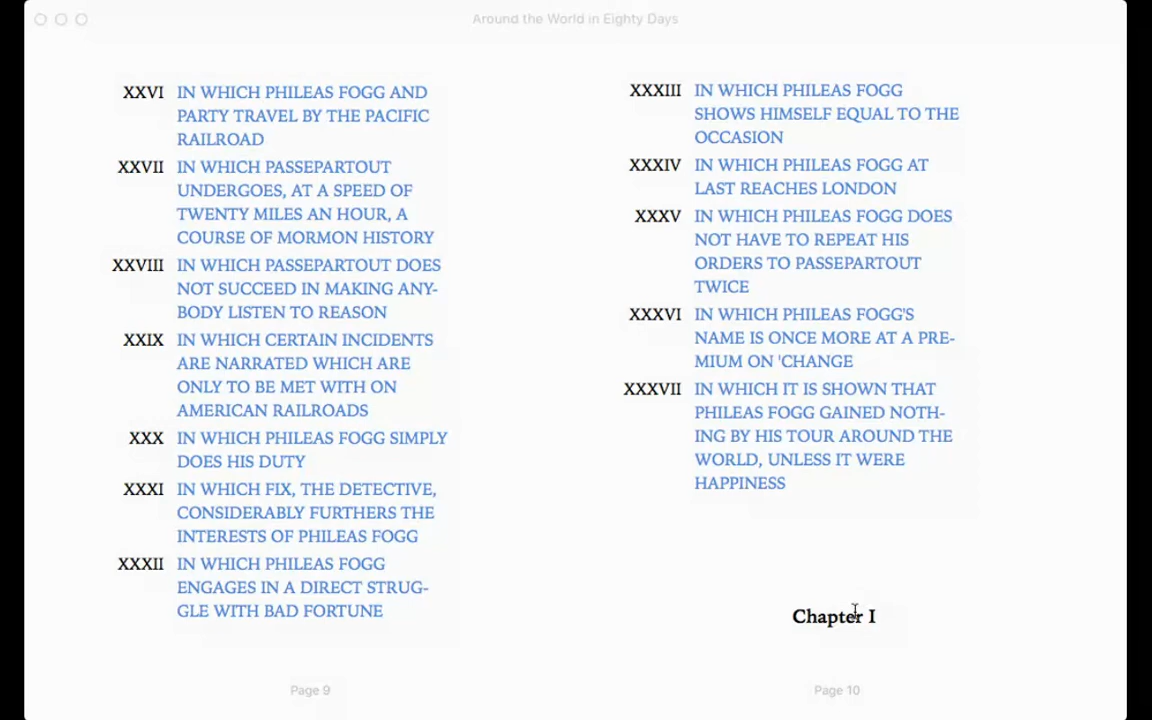 Around the World in Eighty Days
XXVI IN WHICH PHILEAS FOGG AND
PARTY TRAVEL BY THE PACIFIC
RAILROAD
XXVII IN WHICH PASSEPARTOUT
UNDERGOES, AT A SPEED OF
TWENTY MILES AN HOUR, A
COURSE OF MORMON HISTORY
XXVIII IN WHICH PASSEPARTOUT DOES
NOT SUCCEED IN MAKING ANY-
BODY LISTEN TO REASON
XXIX IN WHICH CERTAIN INCIDENTS
ARE NARRATED WHICH ARE
ONLY TO BE MET WITH ON
AMERICAN RAILROADS
XXX IN WHICH PHILEAS FOGG SIMPLY
DOES HIS DUTY
XXXI IN WHICH FIX, THE DETECTIVE,
CONSIDERABLY FURTHERS THE
INTERESTS OF PHILEAS FOGG
XXXII IN WHICH PHILEAS FOGG
ENGAGES IN A DIRECT STRUG-
GLE WITH BAD FORTUNE
Page 9
XXXIII IN WHICH PHILEAS FOGG
SHOWS HIMSELF EQUAL TO THE
OCCASION
XXXIV IN WHICH PHILEAS FOGG AT
LAST REACHES LONDON
XXXV IN WHICH PHILEAS FOGG DOES
NOT HAVE TO REPEAT HIS
ORDERS TO PASSEPARTOUT
TWICE
XXXVI IN WHICH PHILEAS FOGG'S
NAME IS ONCE MORE AT A PRE-
MIUM ON 'CHANGE
XXXVII IN WHICH IT IS SHOWN THAT
PHILEAS FOGG GAINED NOTH-
ING BY HIS TOUR AROUND THE
WORLD, UNLESS IT WERE
HAPPINESS
Chapter I
Page 10